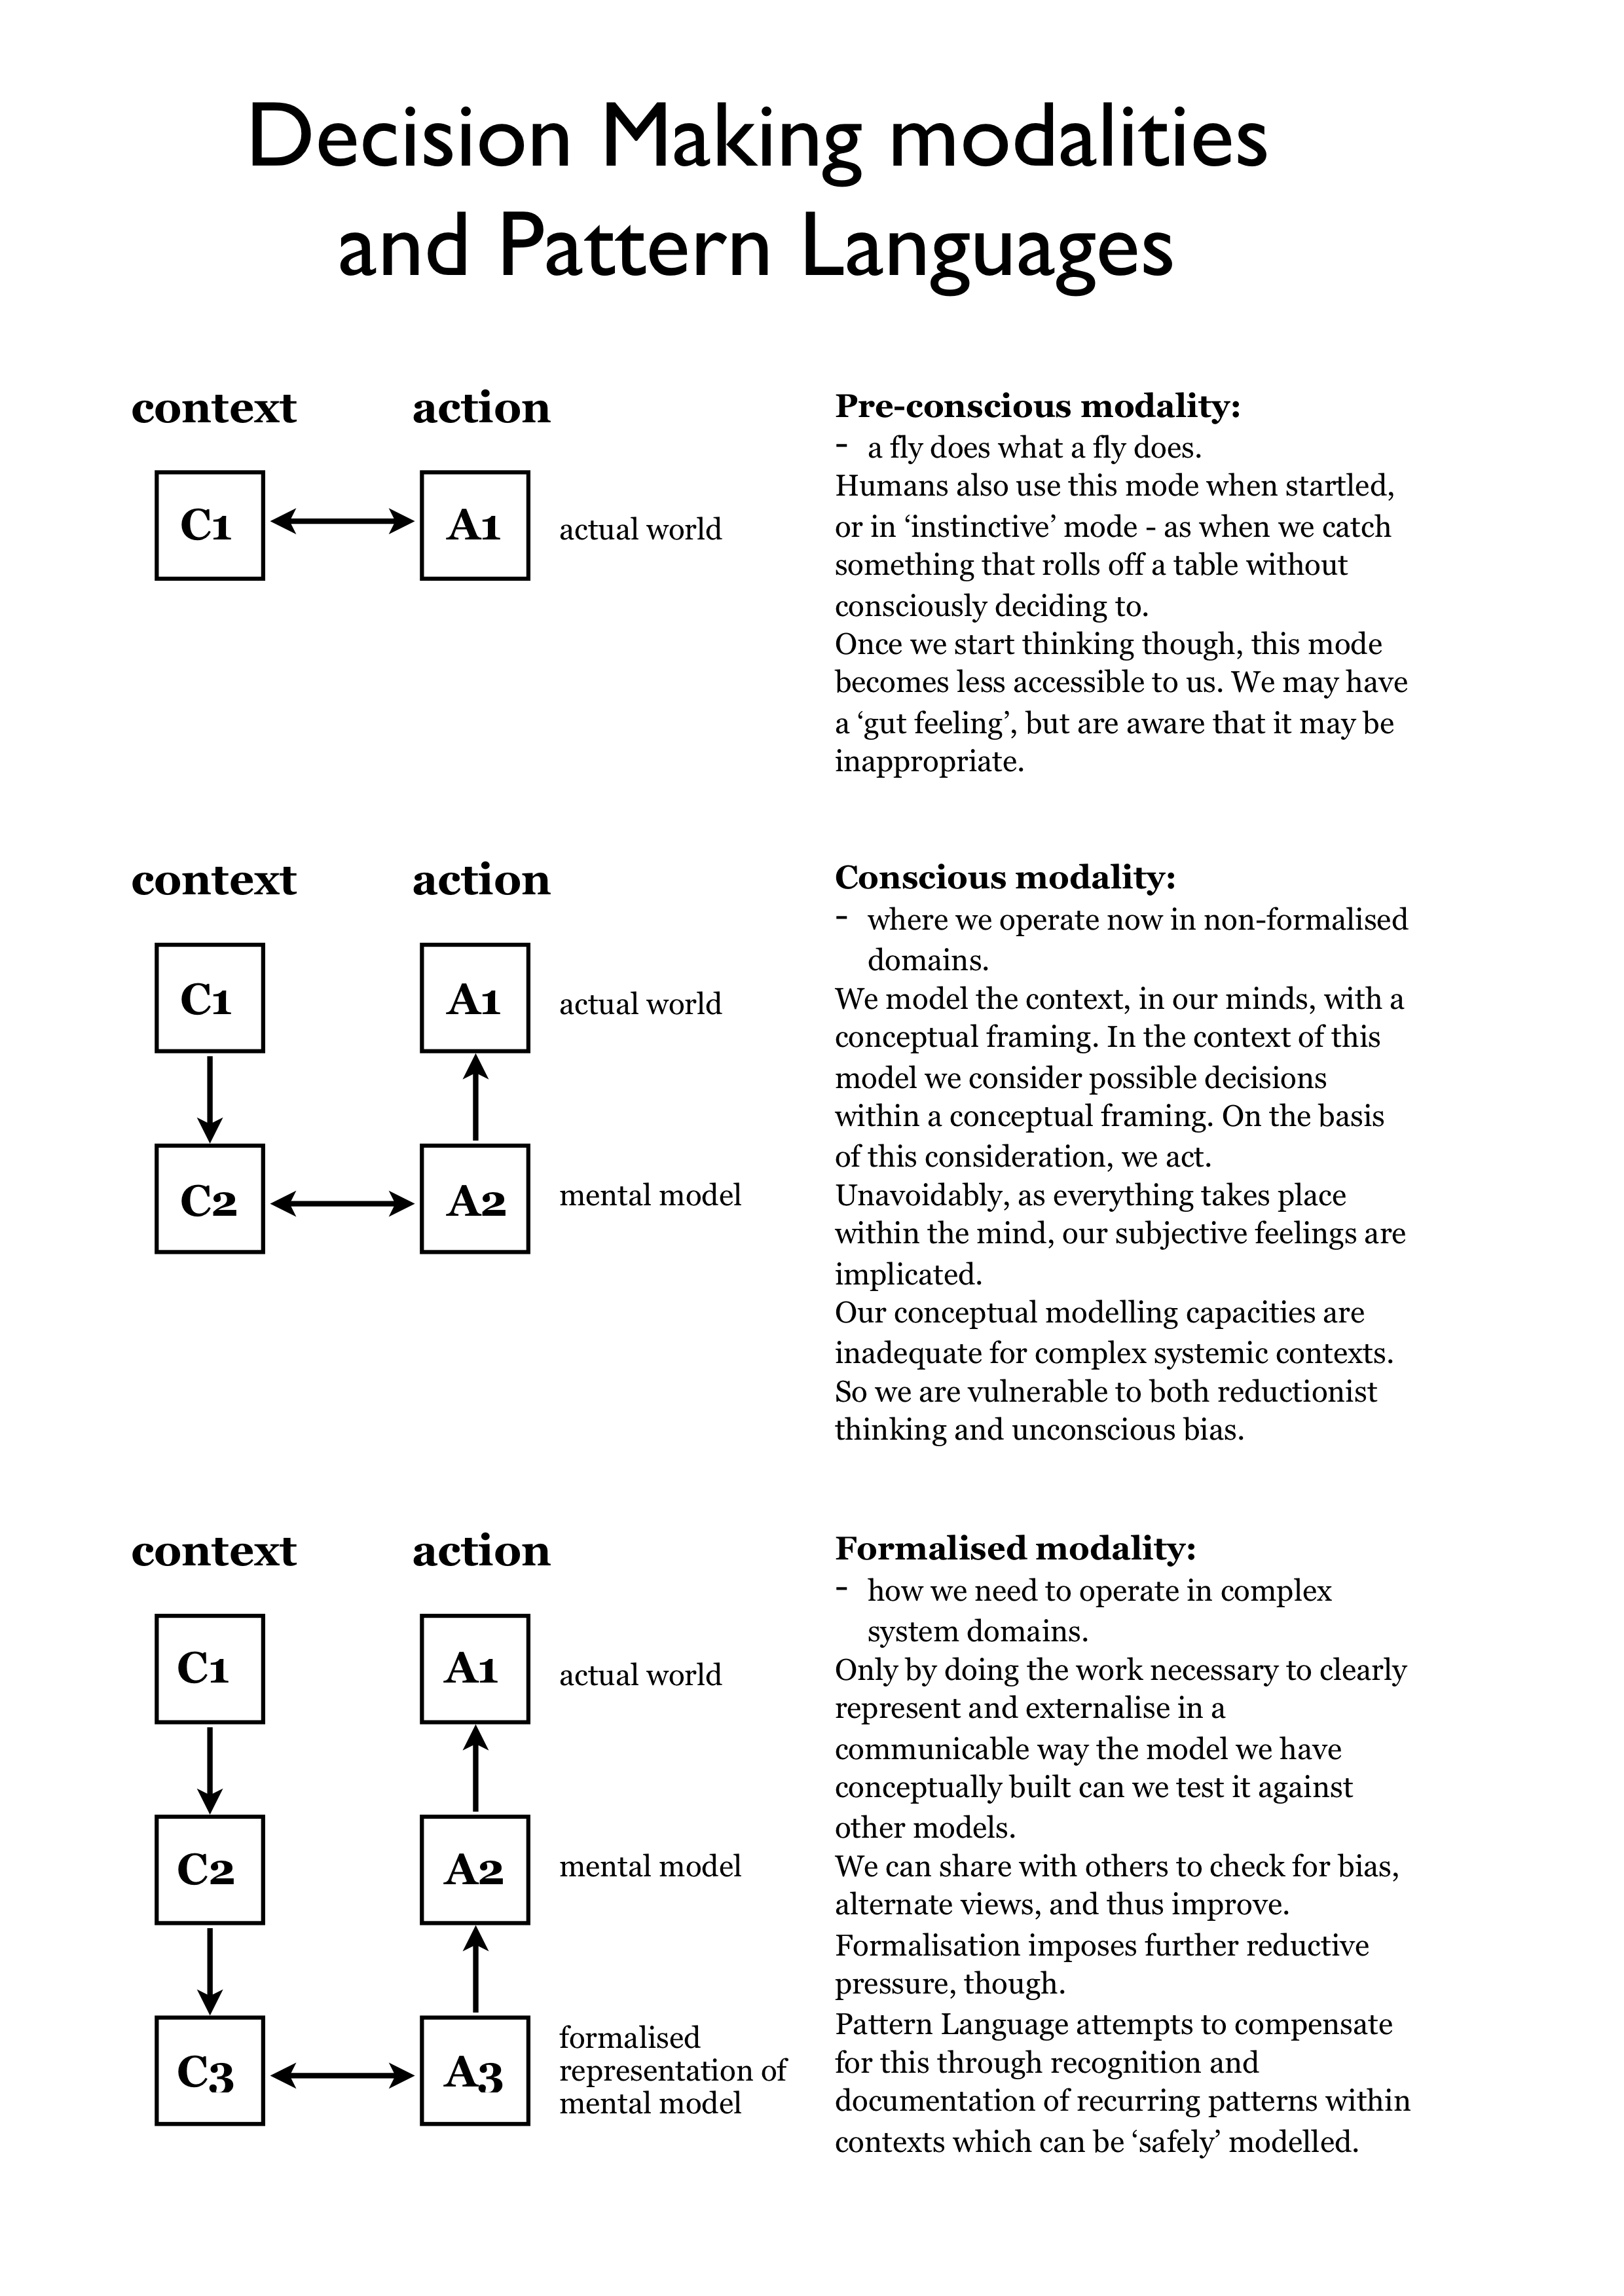 Decision Making modalities
and Pattern Languages
context action
C1 A1 actual world
Pre-conscious modality:
- a fly does what a fly does.
Humans also use this mode when startled,
or in ‘instinctive’ mode - as when we catch
something that rolls off a table without
consciously deciding to.
Once we start thinking though, this mode
becomes less accessible to us. We may have
a ‘gut feeling’, but are aware that it may be
inappropriate.
context action
C1 A1 actual world
C2 A2 mental model
Conscious modality:
- where we operate now in non-formalised
domains.
We model the context, in our minds, with a
conceptual framing. In the context of this
model we consider possible decisions
within a conceptual framing. On the basis
of this consideration, we act.
Unavoidably, as everything takes place
within the mind, our subjective feelings are
implicated.
Our conceptual modelling capacities are
inadequate for complex systemic contexts.
So we are vulnerable to both reductionist
thinking and unconscious bias.
context action
C1 A1 actual world
C2 A2 mental model
C3 A3 formalised
representation of
mental model
Formalised modality:
- how we need to operate in complex
system domains.
Only by doing the work necessary to clearly
represent and externalise in a
communicable way the model we have
conceptually built can we test it against
other models.
We can share with others to check for bias,
alternate views, and thus improve.
Formalisation imposes further reductive
pressure, though.
Pattern Language attempts to compensate
for this through recognition and
documentation of recurring patterns within
contexts which can be ‘safely’ modelled.